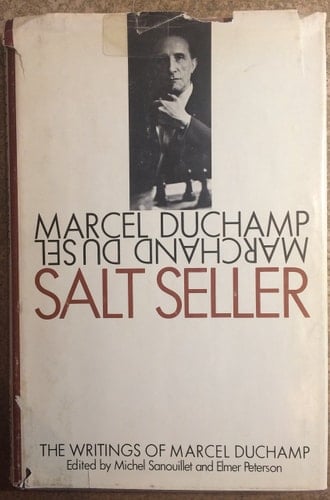 MARCEL DUCHAMP
MARCHAND DU SEL
SALT SELLER
THE WRITINGS OF MARCEL DUCHAMP
Edited by Michel Sanouillet and Elmer Peterson